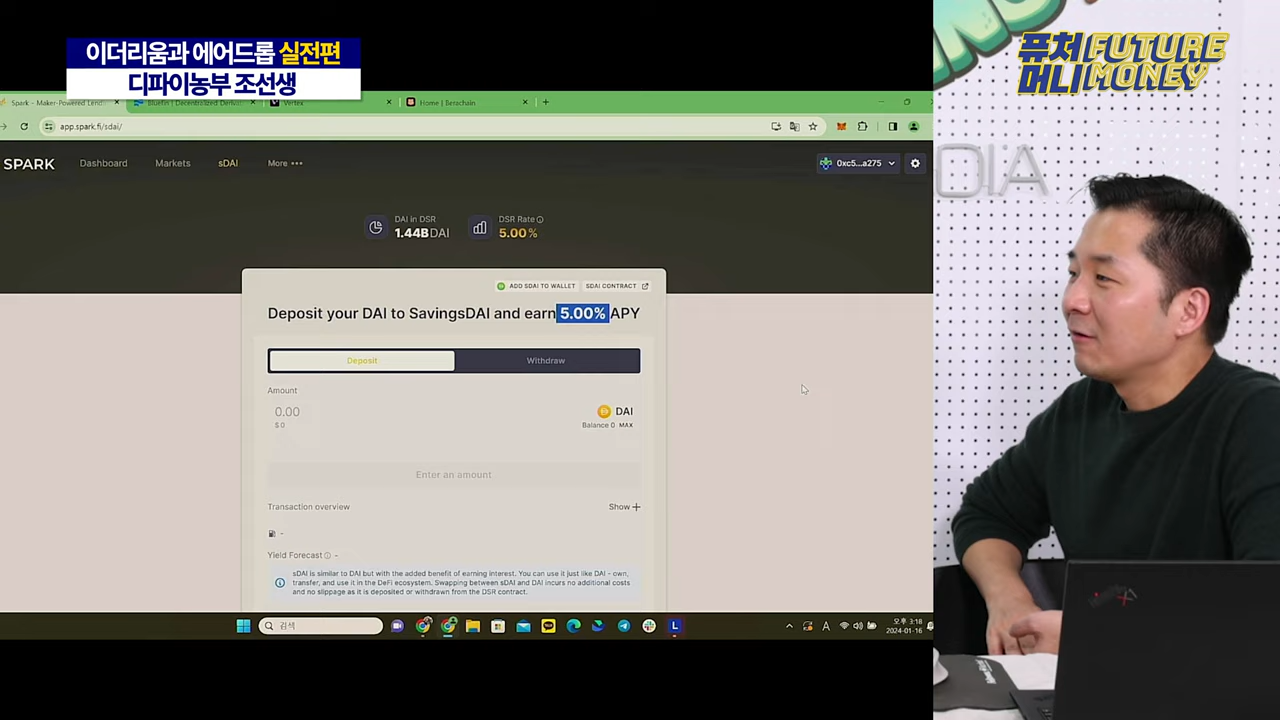 이더리움과 에어드롭 실전편
디파이농부 조선생
퓨처 FUTURE
머니 MONEY
Spark - Maker-Powered Lend
Bluefin | Decentralized Deriva
Vertex
Home | Berachain
app.spark.fi/sdai/
SPARK
Dashboard
Markets
sDAI
More
0xc5...a275
DAI in DSR
1.44B DAI
DSR Rate
5.00%
ADD SDAI TO WALLET
SDAI CONTRACT
Deposit your DAI to SavingsDAI and earn 5.00% APY
Deposit
Withdraw
Amount
0.00
$ 0
DAI
Balance 0 MAX
Enter an amount
Transaction overview
Show +
-
Yield Forecast -
sDAI is similar to DAI but with the added benefit of earning interest. You can use it just like DAI - own,
transfer, and use it in the DeFi ecosystem. Swapping between sDAI and DAI incurs no additional costs
and no slippage as it is deposited or withdrawn from the DSR contract.
검색
A
오후 3:18
2024-01-16